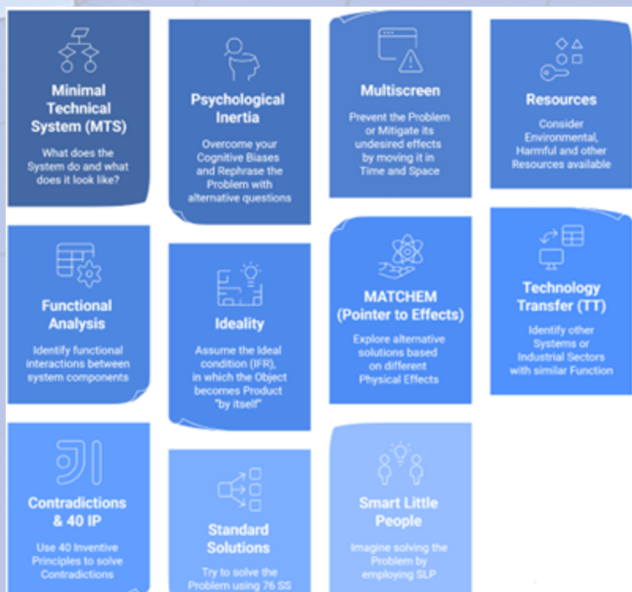 Minimal
Technical
System (MTS)
What does the
System do and what
does it look like?
Psychological
Inertia
Overcome your
Cognitive Biases
and Rephrase the
Problem with
alternative questions
Multiscreen
Prevent the Problem
or Mitigate its
undesired effects
by moving it in
Time and Space
Resources
Consider
Environmental,
Harmful and other
Resources available
Functional
Analysis
Identify functional
interactions between
system components
Ideality
Assume the Ideal
condition (IFR),
in which the Object
becomes Product
"by itself"
MATCHEM
(Pointer to Effects)
Explore alternative
solutions based
on different
Physical Effects
Technology
Transfer (TT)
Identify other
Systems or
Industrial Sectors
with similar Function
Contradictions
& 40 IP
Use 40 Inventive
Principles to solve
Contradictions
Standard
Solutions
Try to solve the
Problem using 76 SS
Smart Little
People
Imagine solving the
Problem by
employing SLP